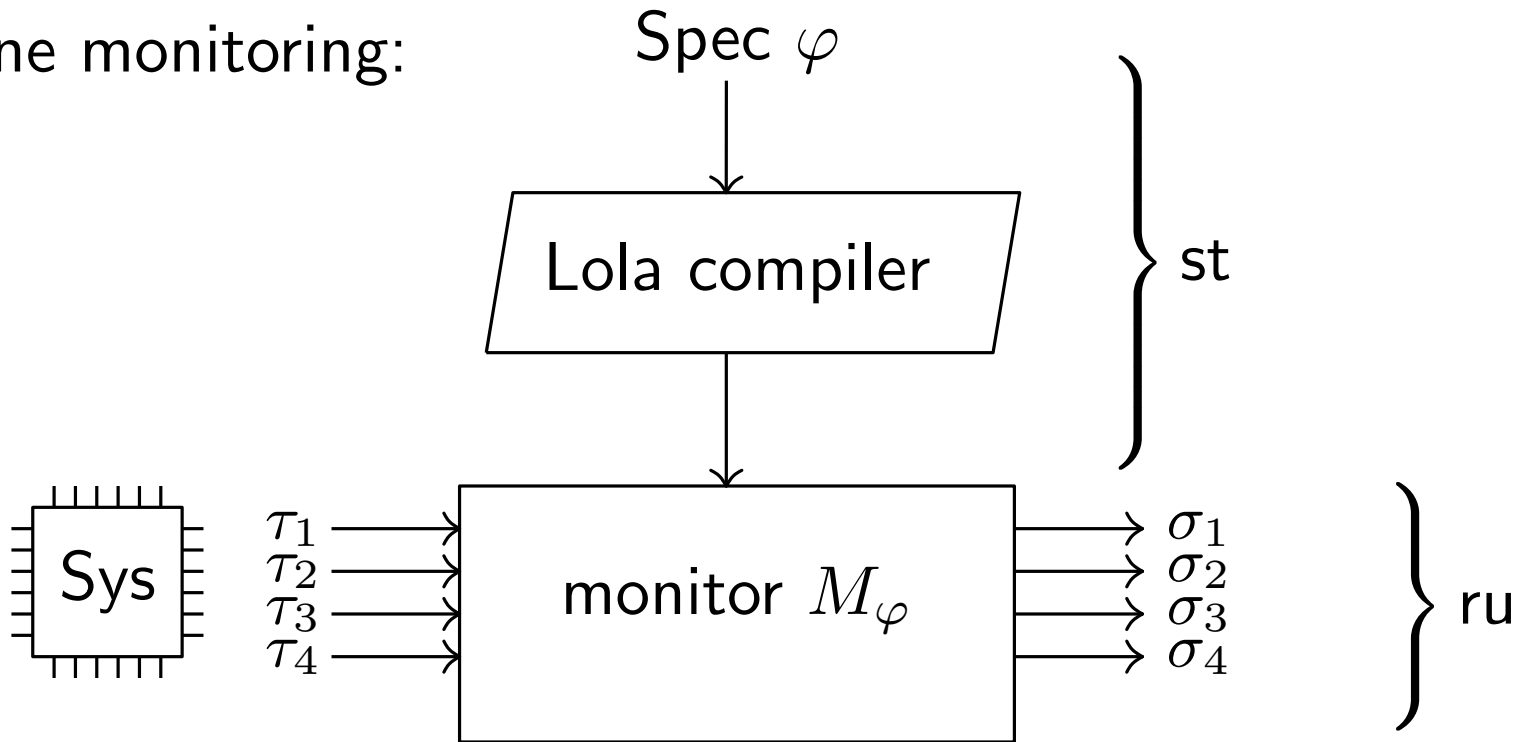 ne monitoring:
Spec φ
Lola compiler
st
Sys
τ1
τ2
τ3
τ4
monitor Mφ
σ1
σ2
σ3
σ4
ru